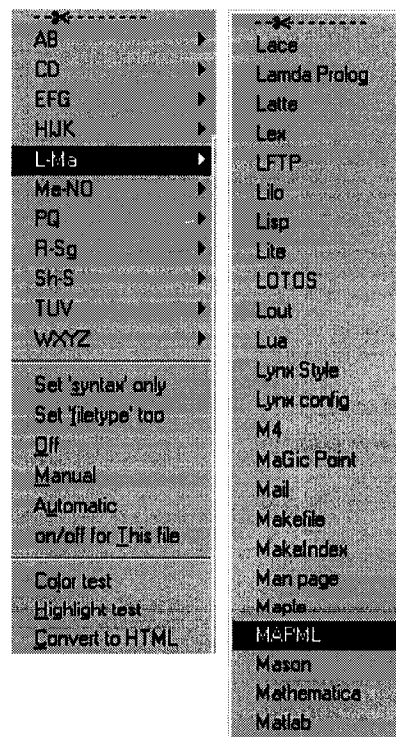 AB
CD
EFG
HIJK
L-Ma
Me-NO
PQ
R-Sg
Sh-S
TUV
WXYZ
Set 'syntax' only
Set 'filetype' too
Off
Manual
Automatic
on/off for This file
Color test
Highlight test
Convert to HTML
Lace
Lamda Prolog
Latte
Lex
LFTP
Lilo
Lisp
Lite
LOTOS
Lout
Lua
Lynx Style
Lynx config
M4
MaGic Point
Mail
Makefile
MakeIndex
Man page
Maple
MAPML
Mason
Mathematica
Matlab